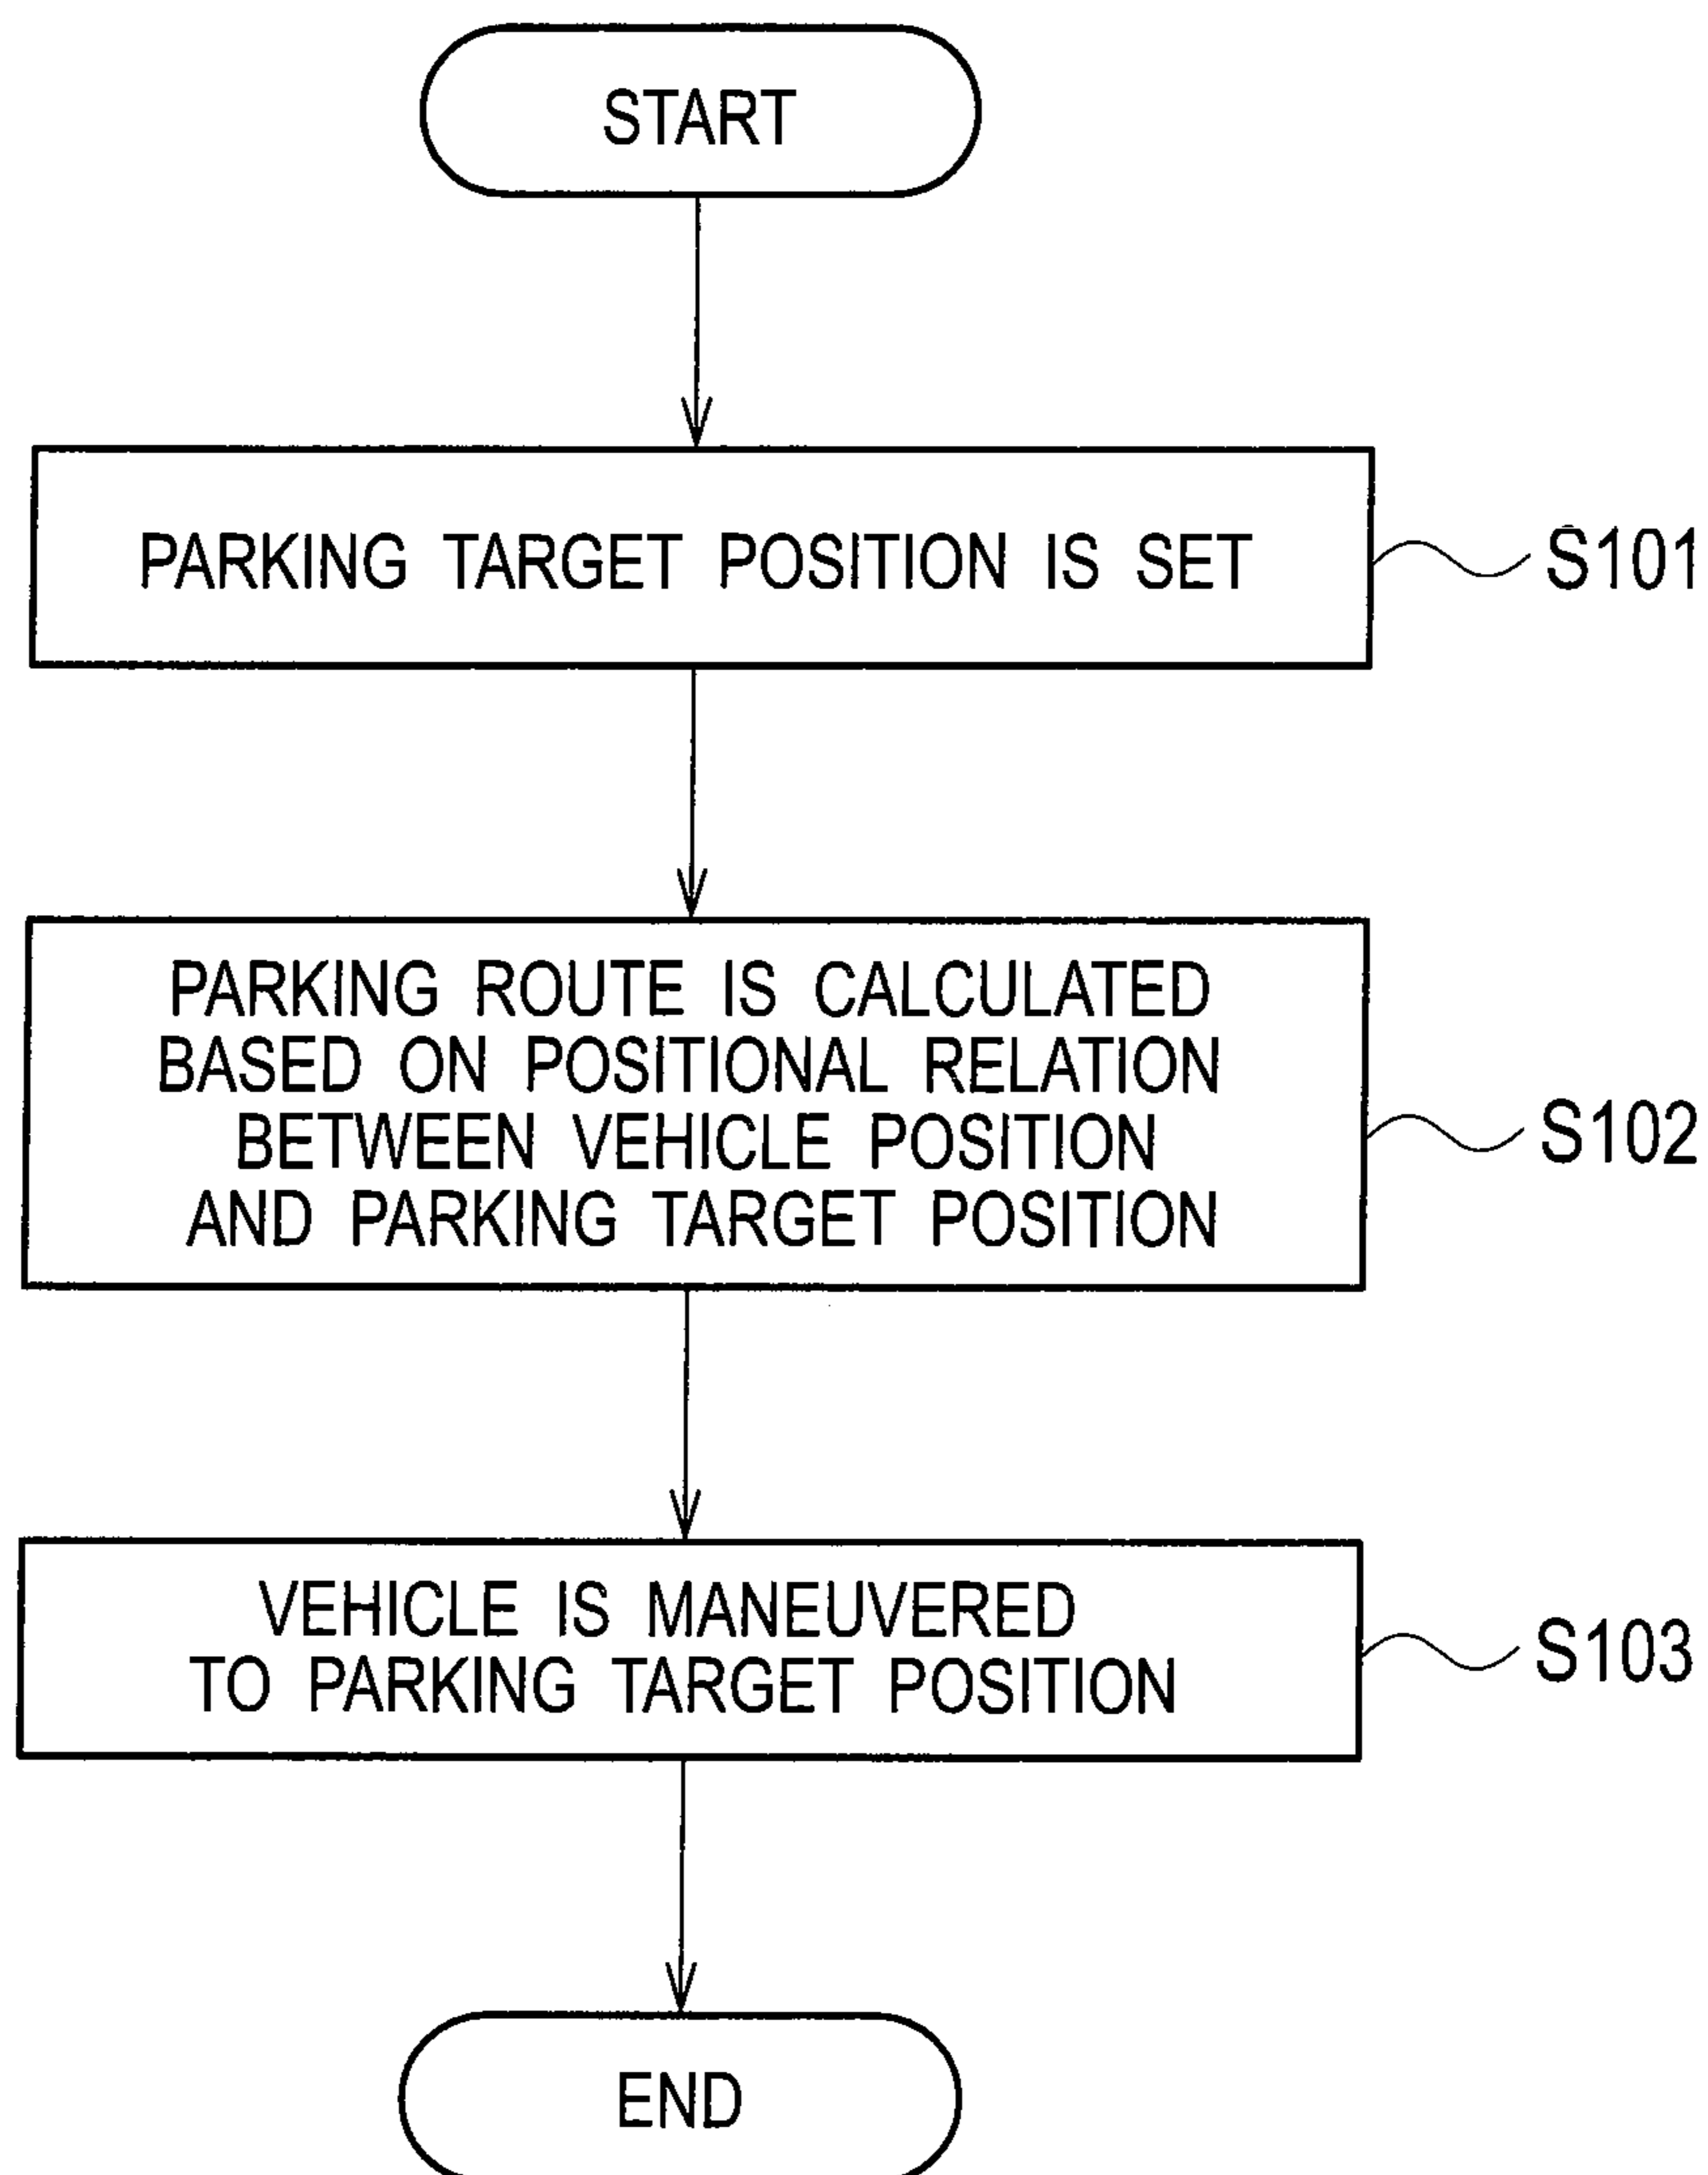 START
PARKING TARGET POSITION IS SET
S101
PARKING ROUTE IS CALCULATED
BASED ON POSITIONAL RELATION
BETWEEN VEHICLE POSITION
AND PARKING TARGET POSITION
S102
VEHICLE IS MANEUVERED
TO PARKING TARGET POSITION
S103
END